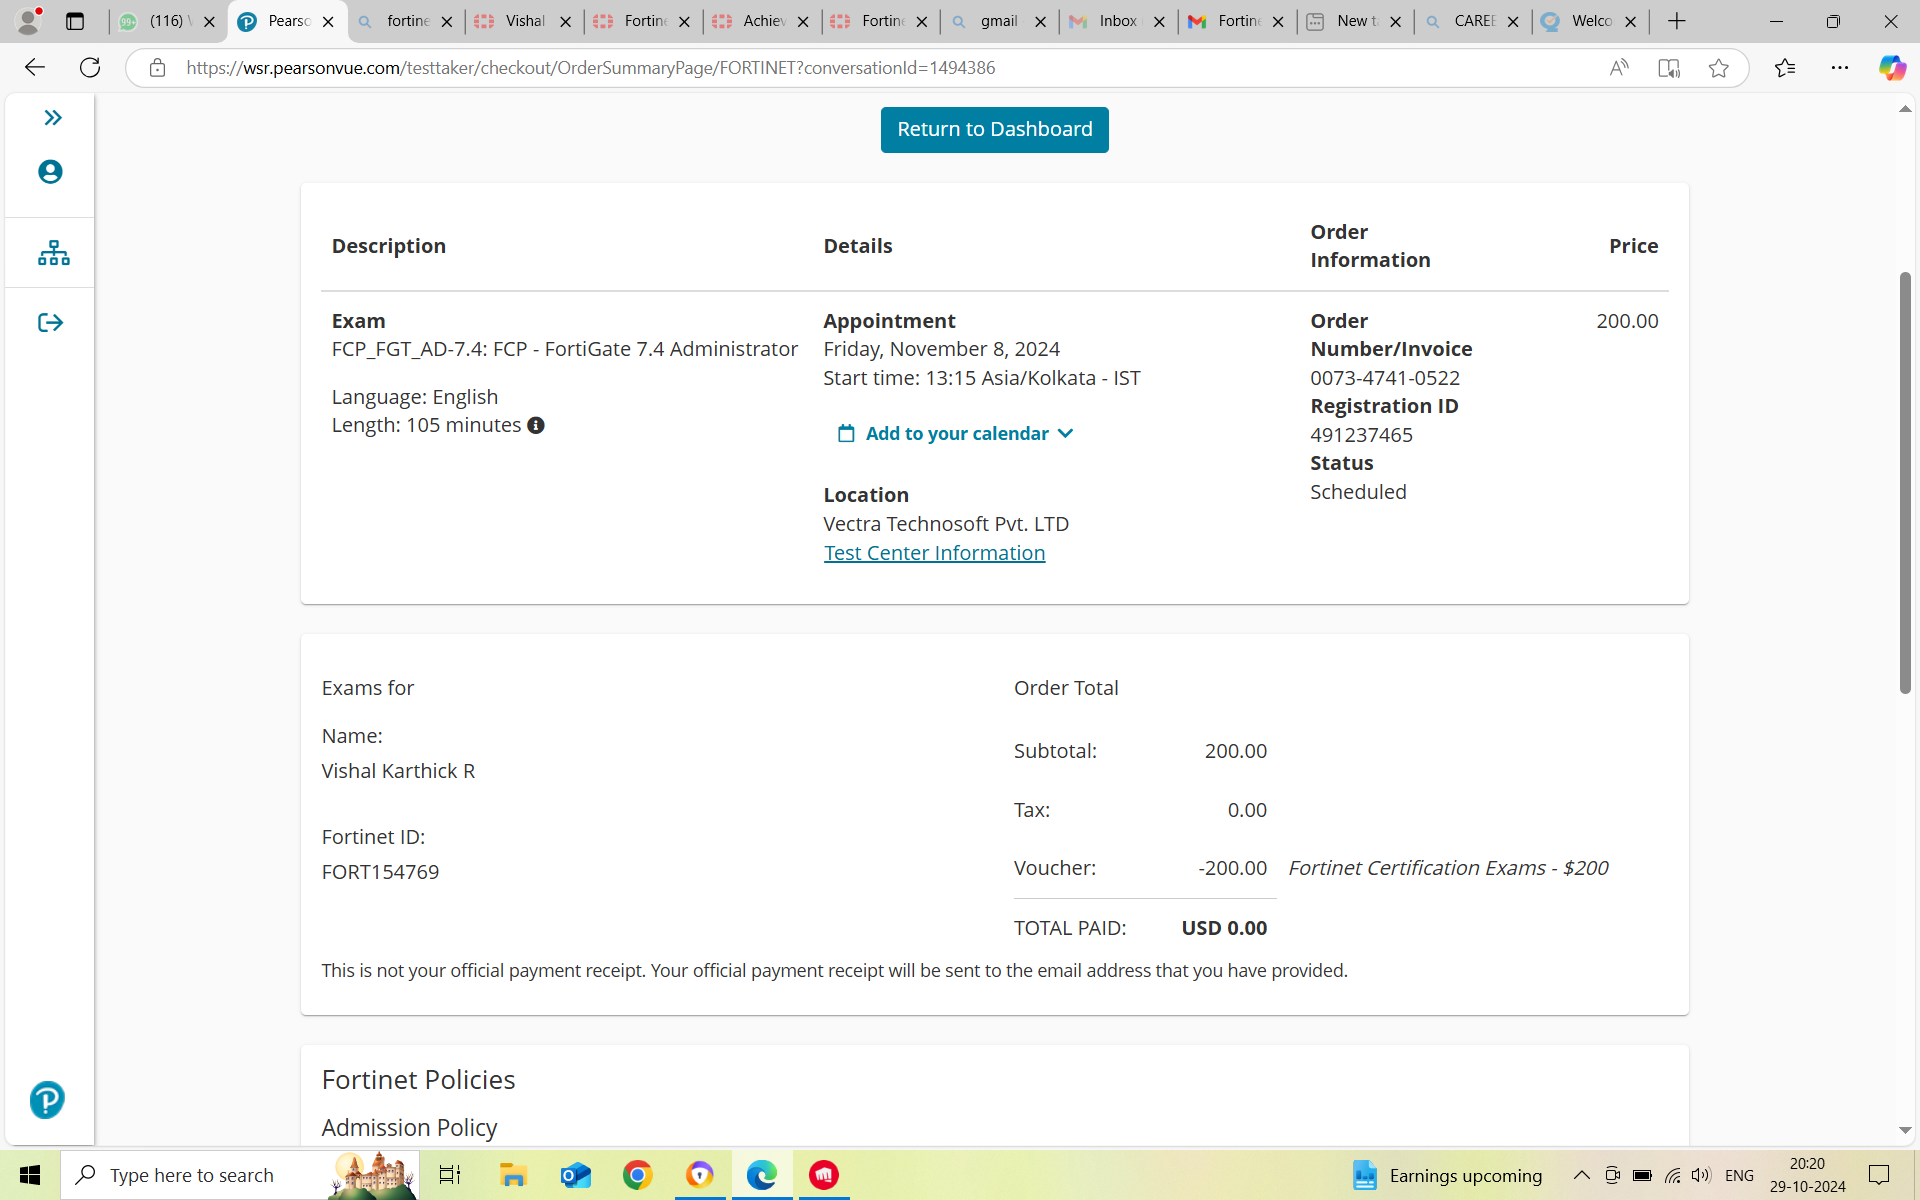 (116) V
Pearso
fortine
Vishal
Fortine
Achiev
Fortine
gmail
Inbox
Fortine
New ta
CAREE
Welco
https://wsr.pearsonvue.com/testtaker/checkout/OrderSummaryPage/FORTINET?conversationId=1494386
Return to Dashboard
Description
Details
Order
Information
Price
Exam
FCP_FGT_AD-7.4: FCP - FortiGate 7.4 Administrator
Language: English
Length: 105 minutes
Appointment
Friday, November 8, 2024
Start time: 13:15 Asia/Kolkata - IST
Add to your calendar
Location
Vectra Technosoft Pvt. LTD
Test Center Information
Order
Number/Invoice
0073-4741-0522
Registration ID
491237465
Status
Scheduled
200.00
Exams for
Name:
Vishal Karthick R
Fortinet ID:
FORT154769
Order Total
Subtotal: 200.00
Tax: 0.00
Voucher: -200.00 Fortinet Certification Exams - $200
TOTAL PAID: USD 0.00
This is not your official payment receipt. Your official payment receipt will be sent to the email address that you have provided.
Fortinet Policies
Admission Policy
Type here to search
Earnings upcoming
ENG
20:20
29-10-2024